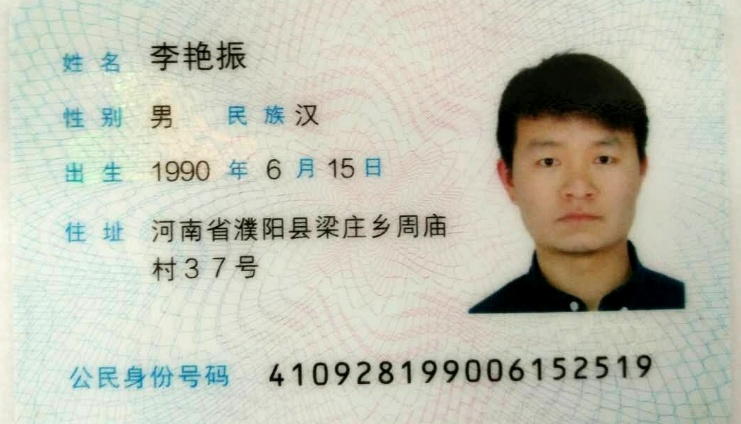 姓名 李艳振
性别 男 民族 汉
出生 1990 年 6 月 15 日
住址 河南省濮阳县梁庄乡周庙
村37号
公民身份号码 410928199006152519